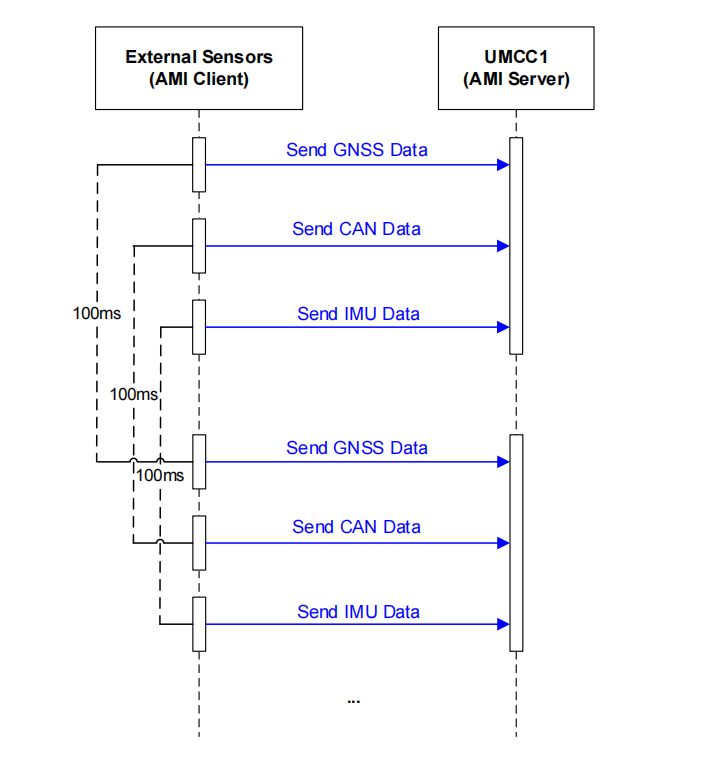 External Sensors
(AMI Client)
UMCC1
(AMI Server)
Send GNSS Data
Send CAN Data
100ms
Send IMU Data
100ms
Send GNSS Data
100ms
Send CAN Data
Send IMU Data
...